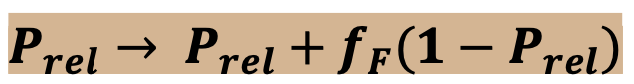 P_rel → P_rel + f_F(1 − P_rel)